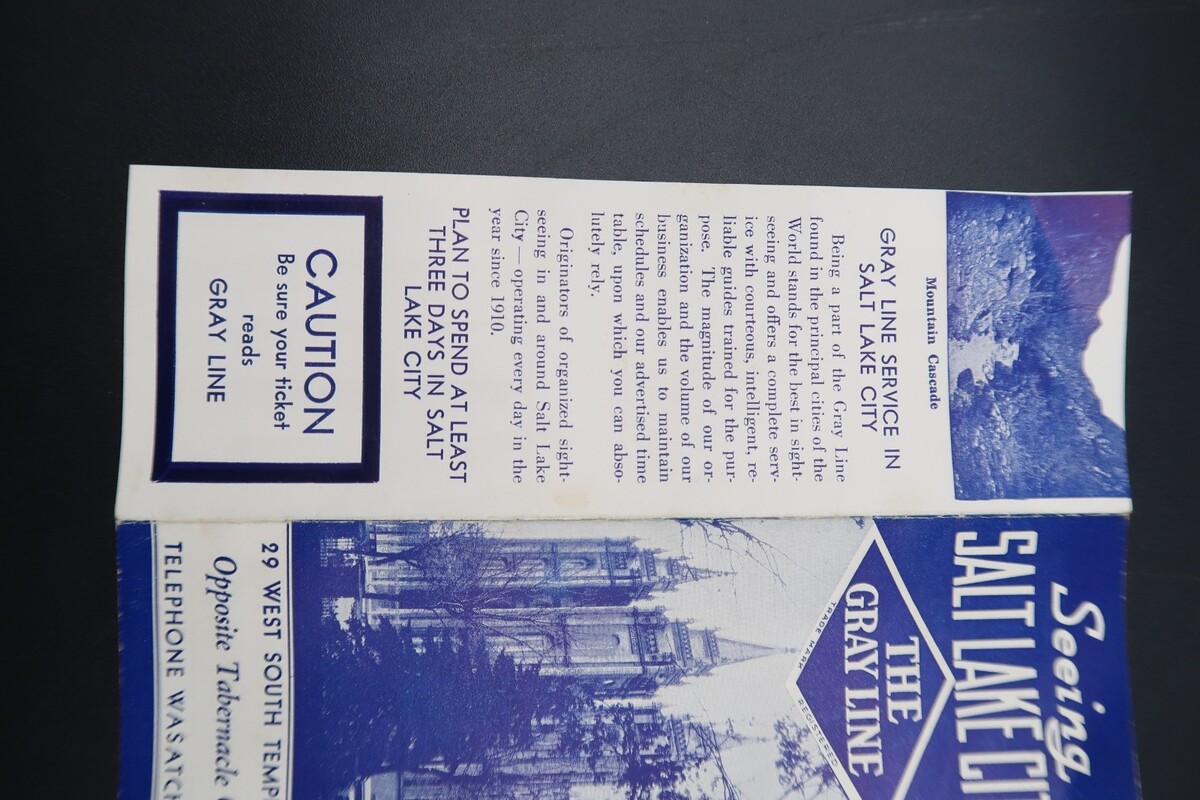 Mountain Cascade
GRAY LINE SERVICE IN
SALT LAKE CITY
Being a part of the Gray Line
found in the principal cities of the
World stands for the best in sight-
seeing and offers a complete serv-
ice with courteous, intelligent, re-
liable guides trained for the pur-
pose. The magnitude of our or-
ganization and the volume of our
business enables us to maintain
schedules and our advertised time
table, upon which you can abso-
lutely rely.
Originators of organized sight-
seeing in and around Salt Lake
City — operating every day in the
year since 1910.
PLAN TO SPEND AT LEAST
THREE DAYS IN SALT
LAKE CITY
CAUTION
Be sure your ticket
reads
GRAY LINE
Seeing
SALT LAKE
THE
GRAY LINE
TRADE MARK REGISTERED
29 WEST SOUTH
Opposite Tabernacle
TELEPHONE